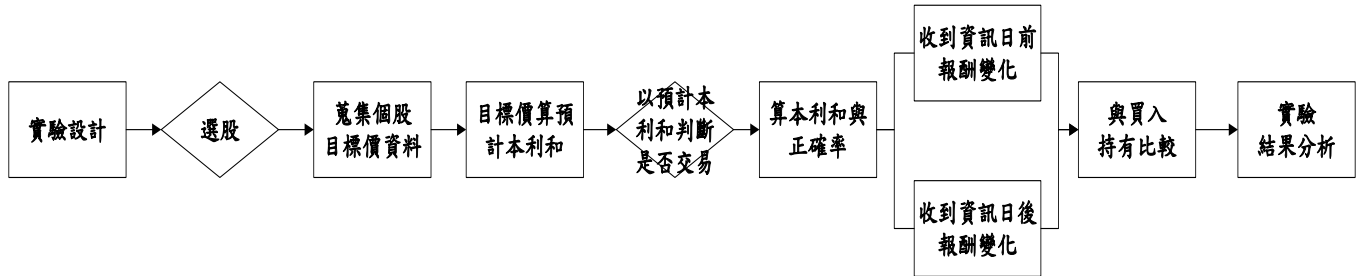 實驗設計
選股
蒐集個股
目標價資料
目標價算預
計本利和
以預計本
利和判斷
是否交易
算本利和與
正確率
收到資訊日前
報酬變化
收到資訊日後
報酬變化
與買入
持有比較
實驗
結果分析